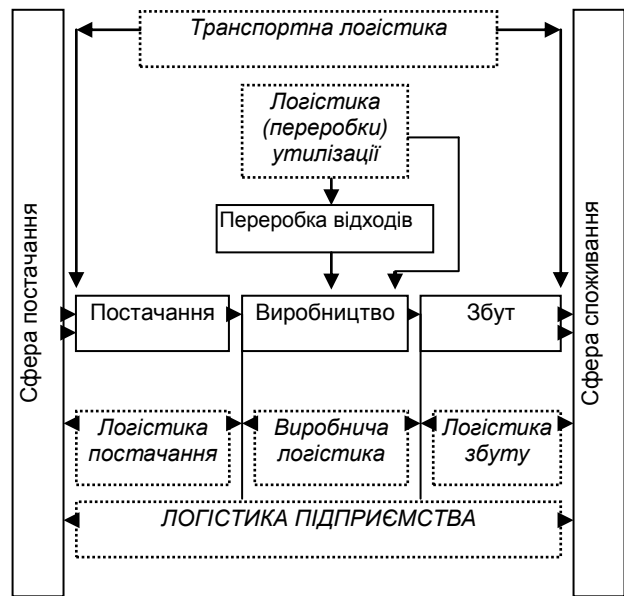 Транспортна логістика
Логістика
(переробки)
утилізації
Переробка відходів
Сфера постачання
Постачання
Виробництво
Збут
Сфера споживання
Логістика
постачання
Виробнича
логістика
Логістика
збуту
ЛОГІСТИКА ПІДПРИЄМСТВА